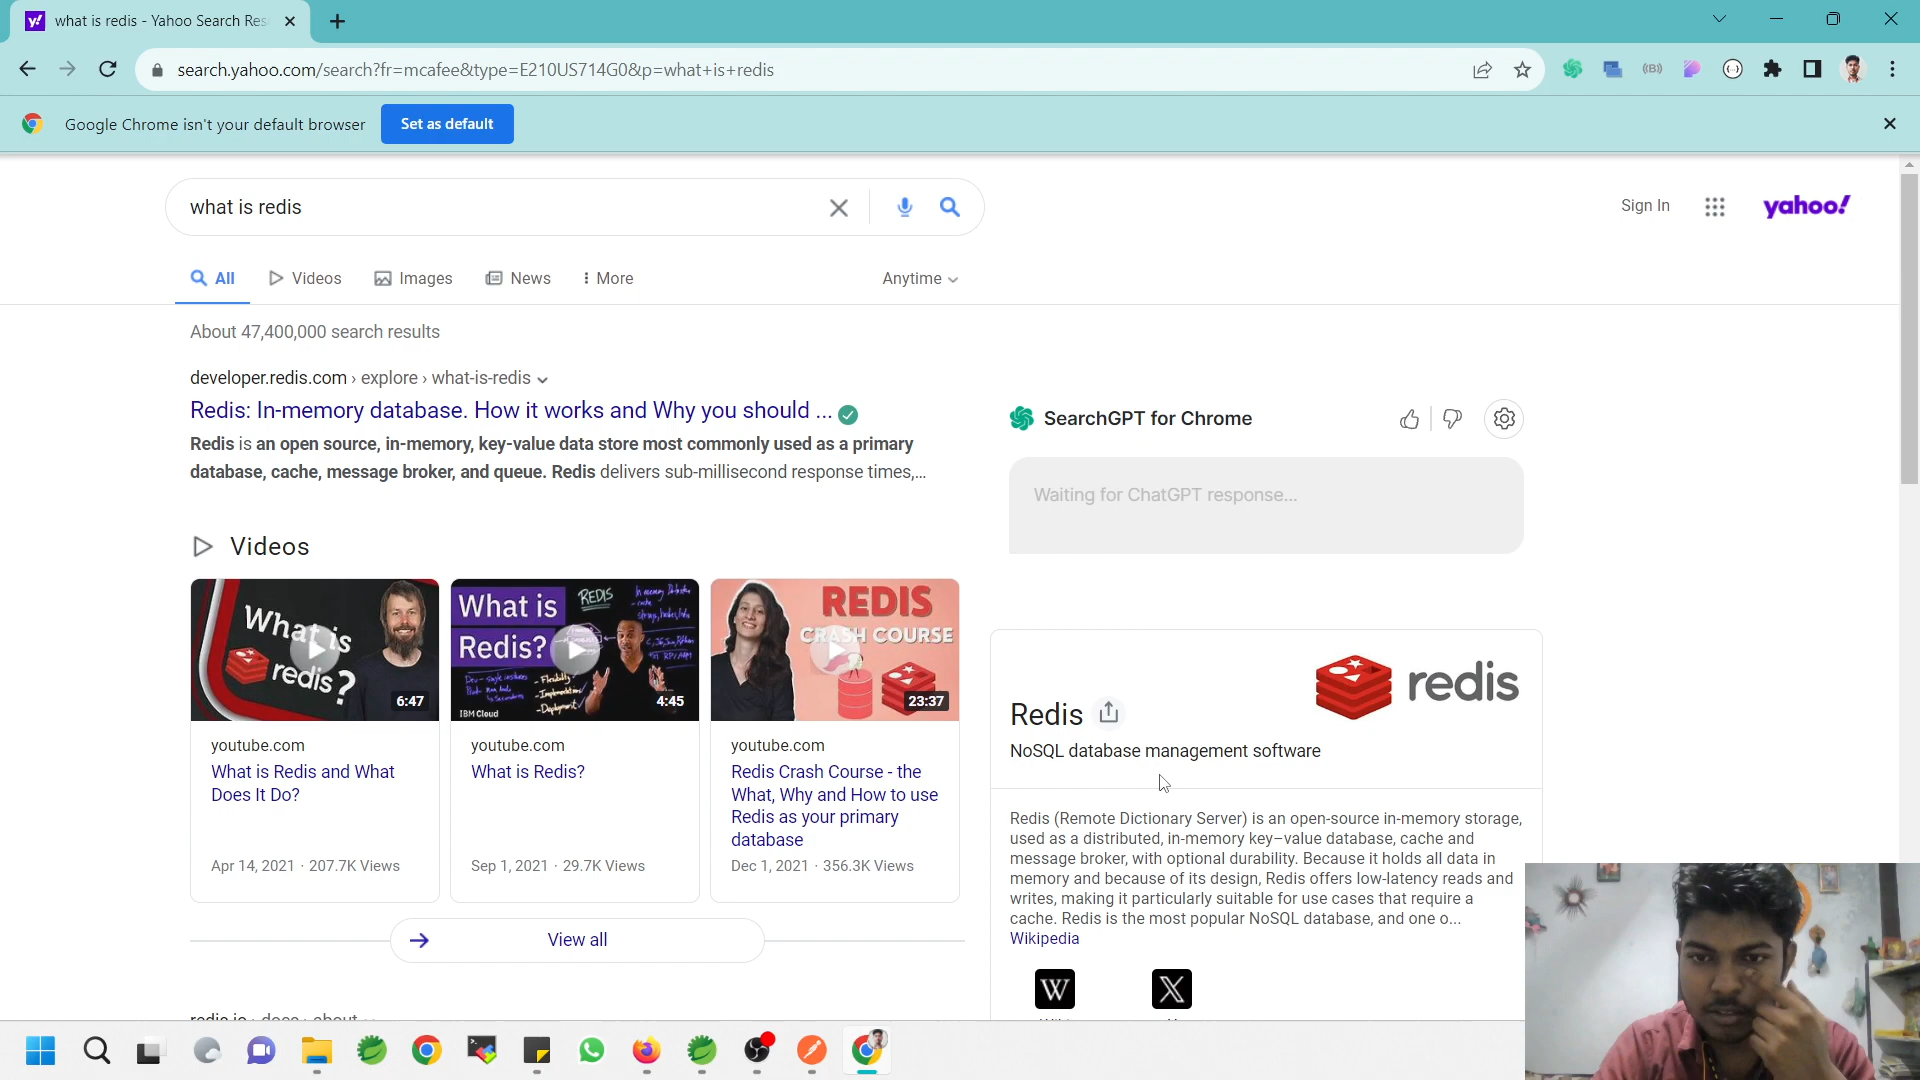 what is redis - Yahoo Search Res
search.yahoo.com/search?fr=mcafee&type=E210US714G0&p=what+is+redis
Google Chrome isn't your default browser
Set as default
what is redis
Sign In
yahoo!
All
Videos
Images
News
More
Anytime
About 47,400,000 search results
developer.redis.com › explore › what-is-redis
Redis: In-memory database. How it works and Why you should ...
Redis is an open source, in-memory, key-value data store most commonly used as a primary
database, cache, message broker, and queue. Redis delivers sub-millisecond response times,...
SearchGPT for Chrome
Waiting for ChatGPT response...
Videos
What is
redis?
6:47
What is
Redis?
REDIS
IBM Cloud
4:45
REDIS
CRASH COURSE
23:37
youtube.com
What is Redis and What
Does It Do?
Apr 14, 2021 · 207.7K Views
youtube.com
What is Redis?
Sep 1, 2021 · 29.7K Views
youtube.com
Redis Crash Course - the
What, Why and How to use
Redis as your primary
database
Dec 1, 2021 · 356.3K Views
View all
redis
Redis
NoSQL database management software
Redis (Remote Dictionary Server) is an open-source in-memory storage,
used as a distributed, in-memory key–value database, cache and
message broker, with optional durability. Because it holds all data in
memory and because of its design, Redis offers low-latency reads and
writes, making it particularly suitable for use cases that require a
cache. Redis is the most popular NoSQL database, and one o...
Wikipedia
W
X